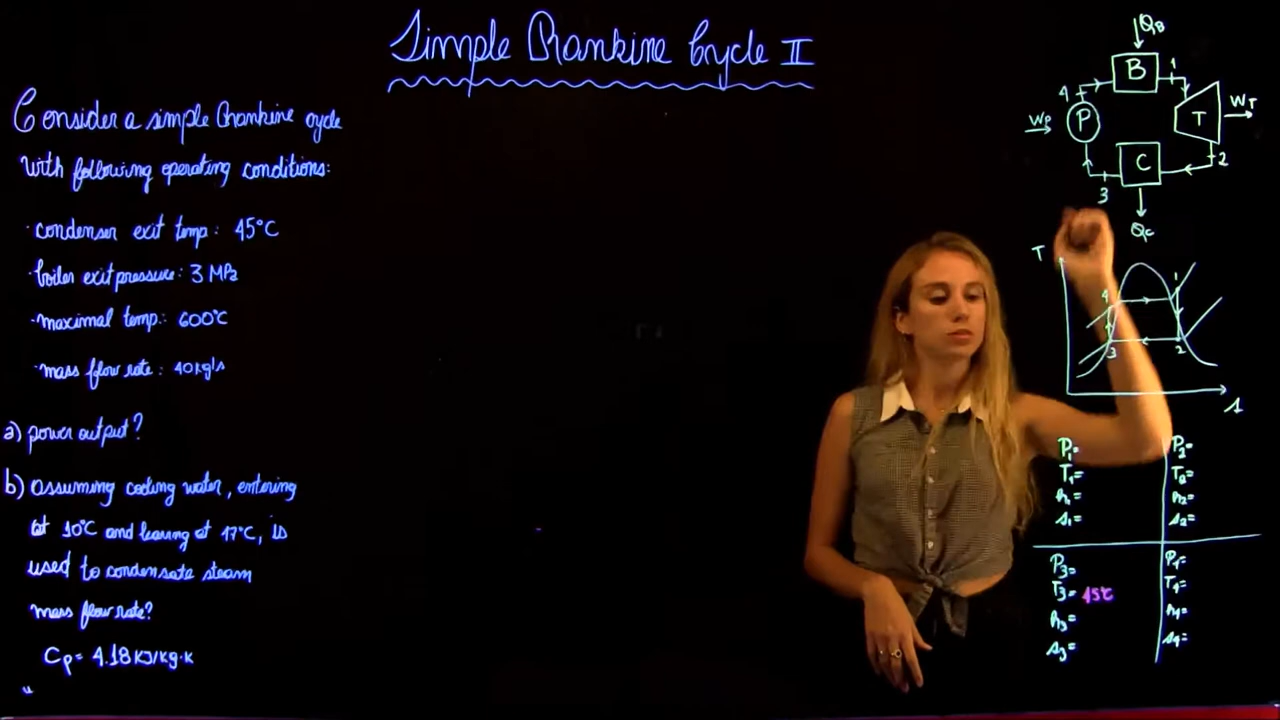 Simple Rankine Cycle II
Consider a simple Rankine cycle
with following operating conditions:
· condenser exit temp: 45°C
· boiler exit pressure: 3 MPa
· maximal temp.: 600°C
· mass flow rate: 40kg/s
a) power output?
b) assuming cooling water, entering
at 10°C and leaving at 17°C, is
used to condensate steam
mass flow rate?
Cp= 4.18 kJ/kg·K
QB
B
1
4
WP
P
T
WT
C
2
3
QC
T
1
4
3
2
s
P1=
T1=
h1=
s1=
P2=
T2=
h2=
s2=
P3=
T3= 45°C
h3=
s3=
P4=
T4=
h4=
s4=